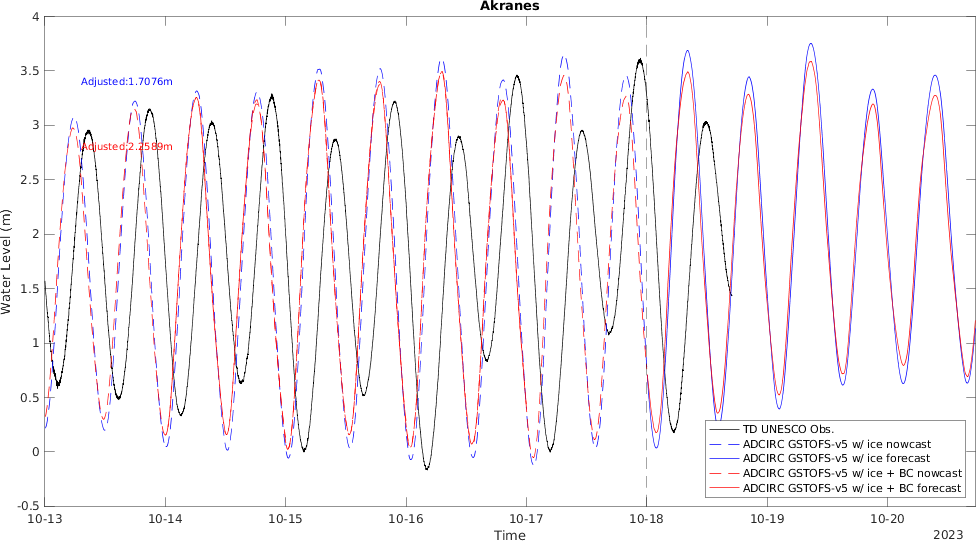 Akranes
4
3.5
3
2.5
2
1.5
1
0.5
0
-0.5
Water Level (m)
Adjusted:1.7076m
Adjusted:2.2589m
TD UNESCO Obs.
ADCIRC GSTOFS-v5 w/ ice nowcast
ADCIRC GSTOFS-v5 w/ ice forecast
ADCIRC GSTOFS-v5 w/ ice + BC nowcast
ADCIRC GSTOFS-v5 w/ ice + BC forecast
10-13 10-14 10-15 10-16 10-17 10-18 10-19 10-20
Time
2023